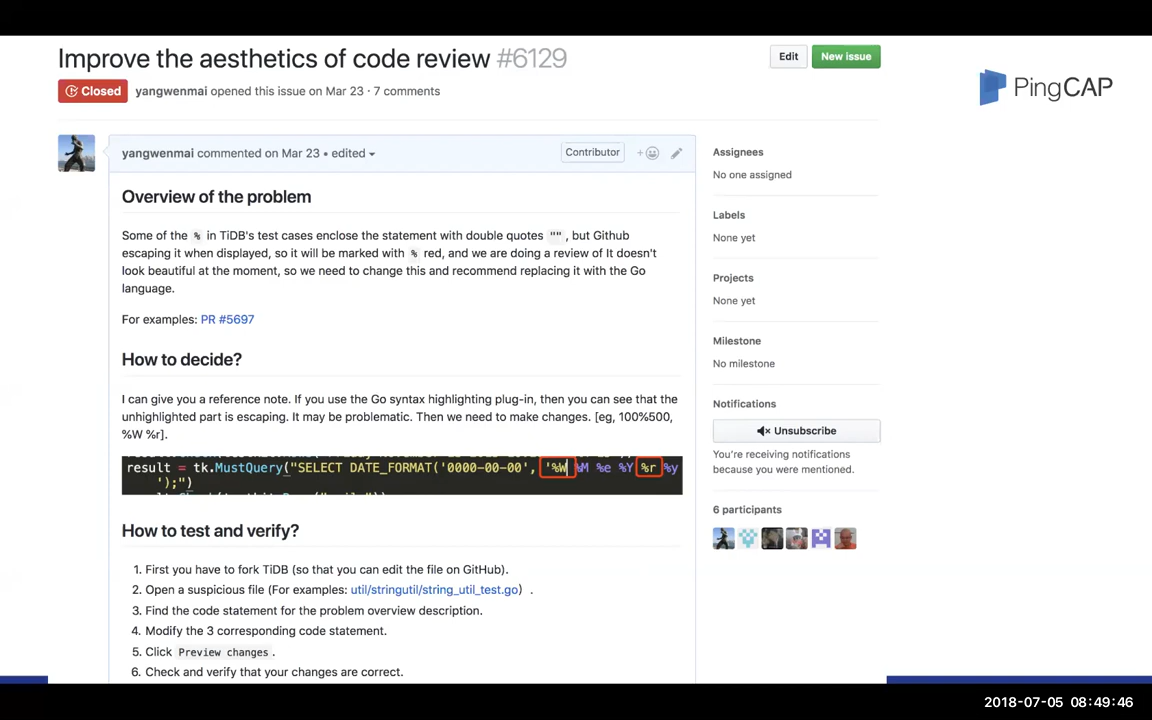 Improve the aesthetics of code review #6129
Edit
New issue
PingCAP
Closed
yangwenmai opened this issue on Mar 23 · 7 comments
yangwenmai commented on Mar 23 • edited
Contributor
Overview of the problem
Some of the % in TiDB's test cases enclose the statement with double quotes "", but Github
escaping it when displayed, so it will be marked with % red, and we are doing a review of It doesn't
look beautiful at the moment, so we need to change this and recommend replacing it with the Go
language.
For examples: PR #5697
How to decide?
I can give you a reference note. If you use the Go syntax highlighting plug-in, then you can see that the
unhighlighted part is escaping. It may be problematic. Then we need to make changes. [eg, 100%500,
%W %r].
result = tk.MustQuery("SELECT DATE_FORMAT('0000-00-00', '%W %M %e %Y %r %y
');")
How to test and verify?
1. First you have to fork TiDB (so that you can edit the file on GitHub).
2. Open a suspicious file (For examples: util/stringutil/string_util_test.go) .
3. Find the code statement for the problem overview description.
4. Modify the 3 corresponding code statement.
5. Click Preview changes.
6. Check and verify that your changes are correct.
Assignees
No one assigned
Labels
None yet
Projects
None yet
Milestone
No milestone
Notifications
Unsubscribe
You're receiving notifications
because you were mentioned.
6 participants
2018-07-05 08:49:46